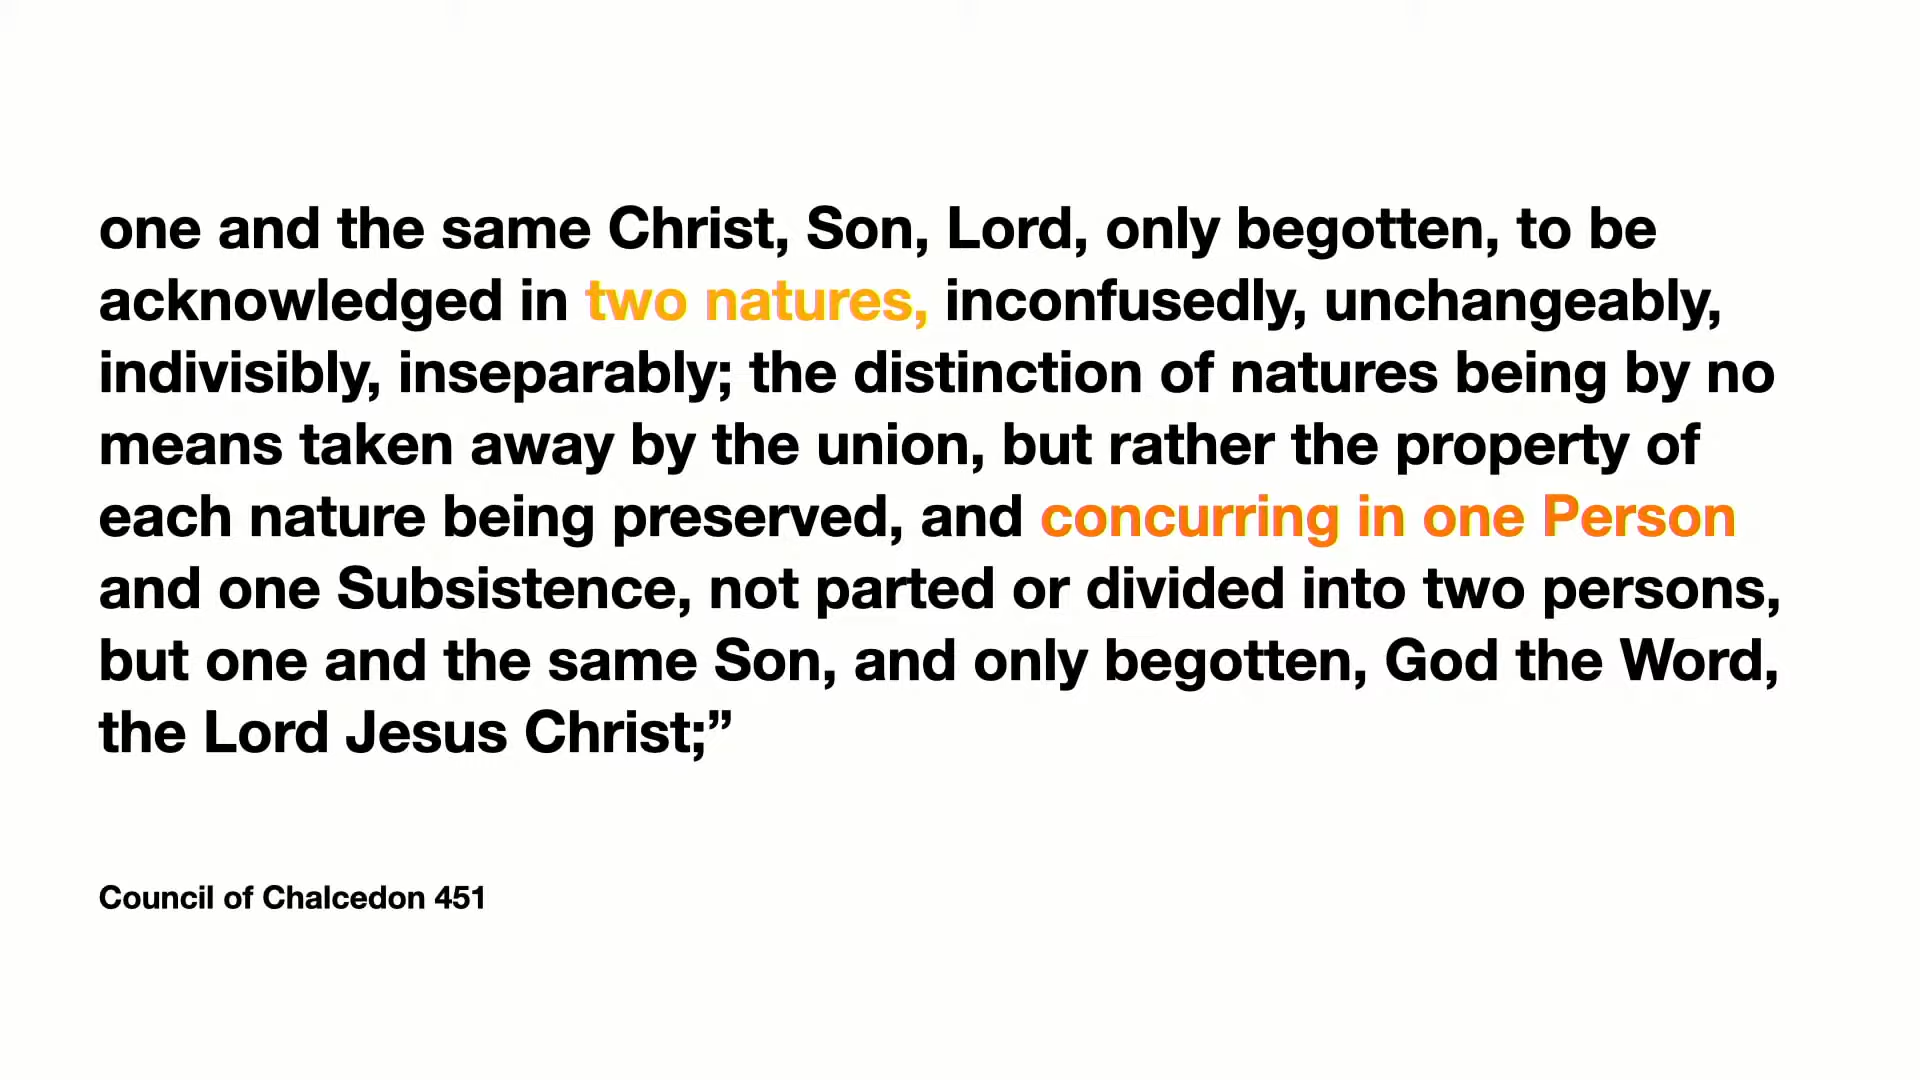 one and the same Christ, Son, Lord, only begotten, to be
acknowledged in two natures, inconfusedly, unchangeably,
indivisibly, inseparably; the distinction of natures being by no
means taken away by the union, but rather the property of
each nature being preserved, and concurring in one Person
and one Subsistence, not parted or divided into two persons,
but one and the same Son, and only begotten, God the Word,
the Lord Jesus Christ;”
Council of Chalcedon 451